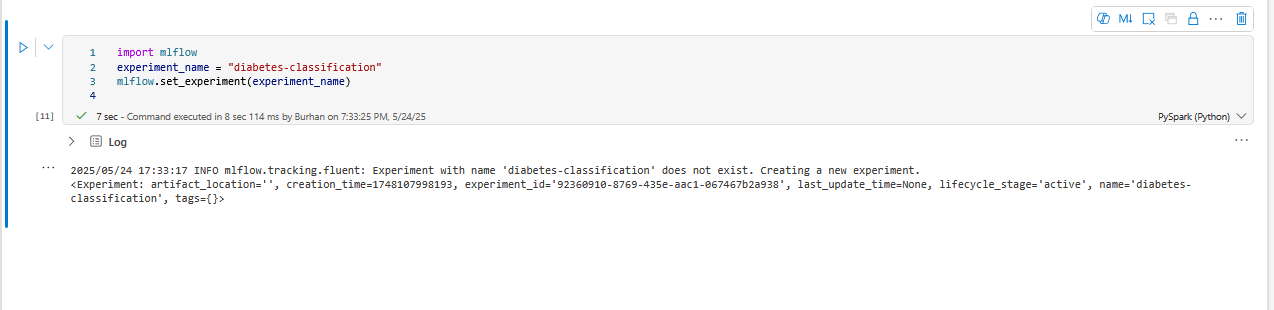 M↓
1 import mlflow
2 experiment_name = "diabetes-classification"
3 mlflow.set_experiment(experiment_name)
4
[11] 7 sec - Command executed in 8 sec 114 ms by Burhan on 7:33:25 PM, 5/24/25 PySpark (Python)
Log
2025/05/24 17:33:17 INFO mlflow.tracking.fluent: Experiment with name 'diabetes-classification' does not exist. Creating a new experiment.
<Experiment: artifact_location='', creation_time=1748107998193, experiment_id='92360910-8769-435e-aac1-067467b2a938', last_update_time=None, lifecycle_stage='active', name='diabetes-
classification', tags={}>